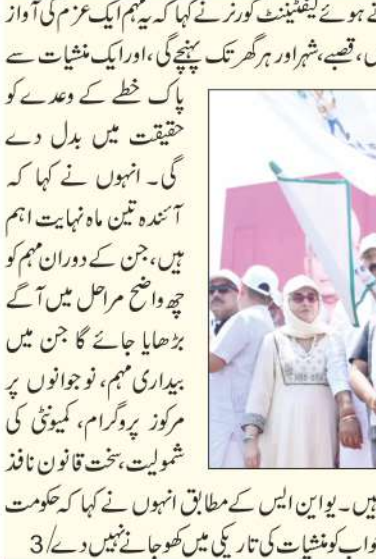 تے ہوئے لیفٹیننٹ گورنر نے کہا کہ یہ مہم ایک عزم کی آواز
ں، قصبے، شہر اور ہر گھر تک پہنچے گی، اور ایک منشیات سے
پاک خطے کے وعدے کو
حقیقت میں بدل دے
گی۔ انہوں نے کہا کہ
آئندہ تین ماہ نہایت اہم
ہیں، جن کے دوران مہم کو
چھ واضح مراحل میں آگے
بڑھایا جائے گا جن میں
بیداری مہم، نوجوانوں پر
مرکوز پروگرام، کمیونٹی کی
شمولیت، سخت قانون نافذ
ہیں۔ یو این ایس کے مطابق انہوں نے کہا کہ حکومت
واب کو منشیات کی تاریکی میں کھو جانے نہیں دے/3